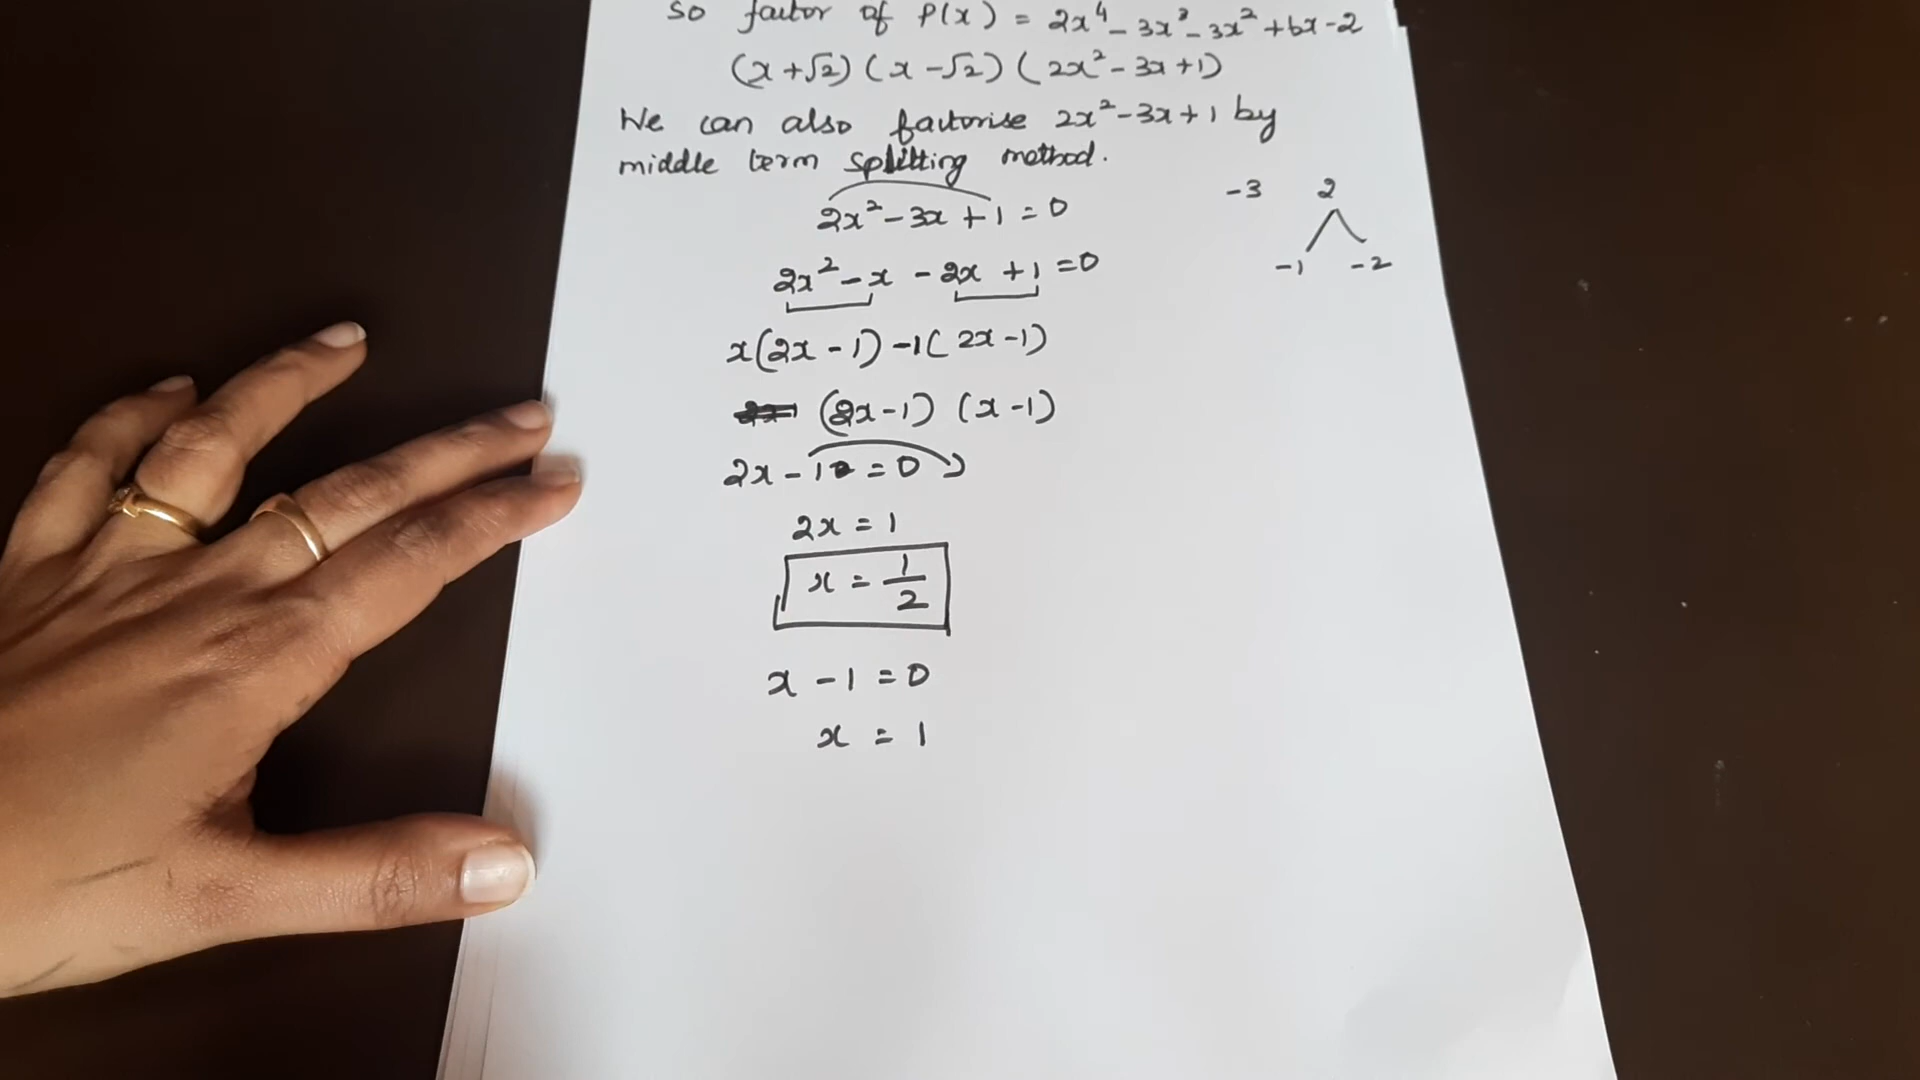 so factor of P(x) = 2x⁴ - 3x³ - 3x² + 6x - 2
(x + √2) (x - √2) (2x² - 3x + 1)
We can also factorise 2x² - 3x + 1 by
middle term splitting method.
2x² - 3x + 1 = 0
-3 2
-1 -2
2x² - x - 2x + 1 = 0
x(2x - 1) - 1(2x - 1)
(2x - 1) (x - 1)
2x - 1 = 0
2x = 1
x = 1/2
x - 1 = 0
x = 1